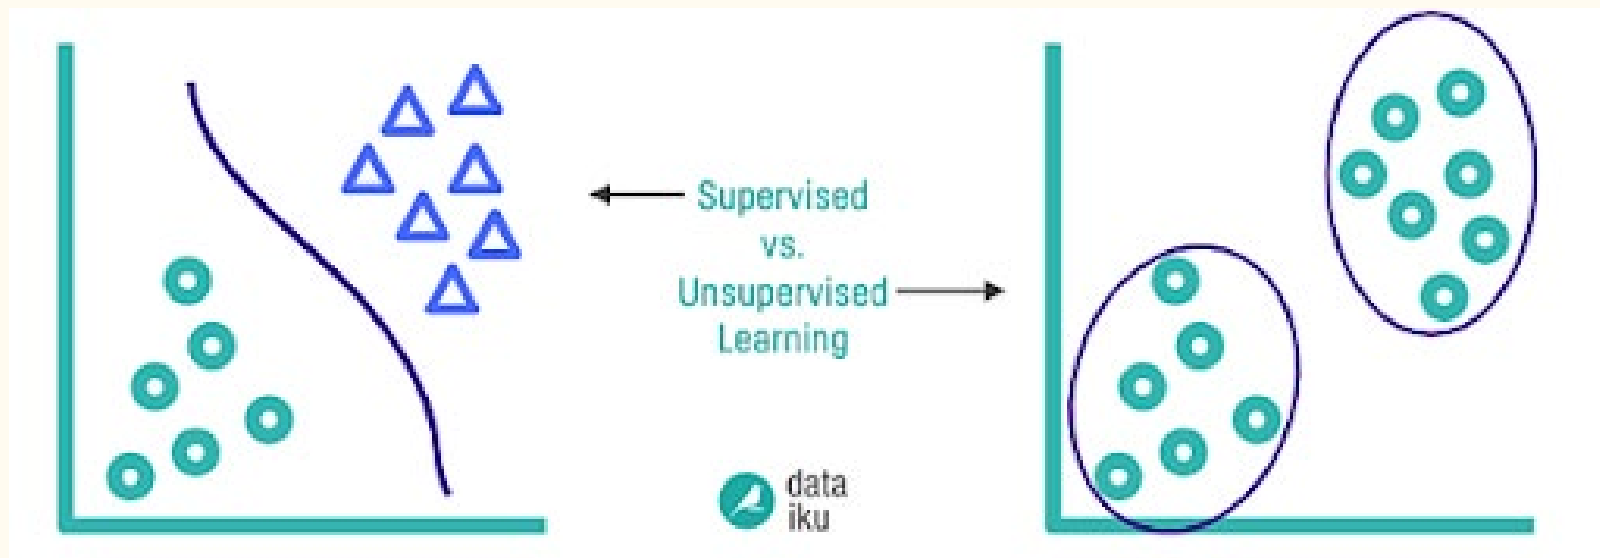 Supervised
vs.
Unsupervised
Learning
data
iku